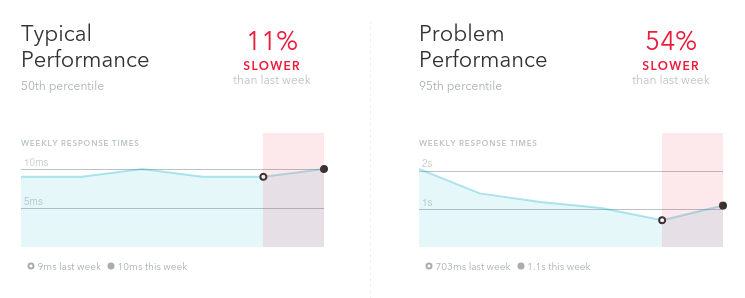 Typical
Performance
50th percentile
11%
SLOWER
than last week
WEEKLY RESPONSE TIMES
10ms
5ms
9ms last week
10ms this week
Problem
Performance
95th percentile
54%
SLOWER
than last week
WEEKLY RESPONSE TIMES
2s
1s
703ms last week
1.1s this week